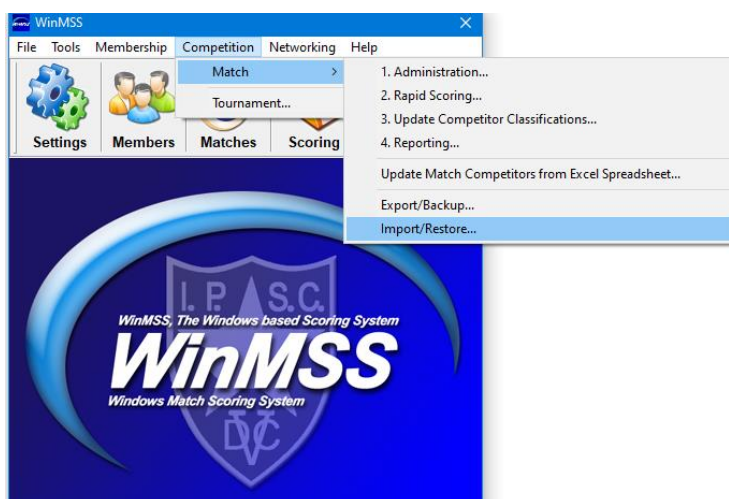 WinMSS
File Tools Membership Competition Networking Help
Match
Tournament...
1. Administration...
2. Rapid Scoring...
3. Update Competitor Classifications...
4. Reporting...
Update Match Competitors from Excel Spreadsheet...
Export/Backup...
Import/Restore...
Settings Members Matches Scoring
I. P. S.C.
WinMSS, The Windows based Scoring System
WinMSS
Windows Match Scoring System
DVC